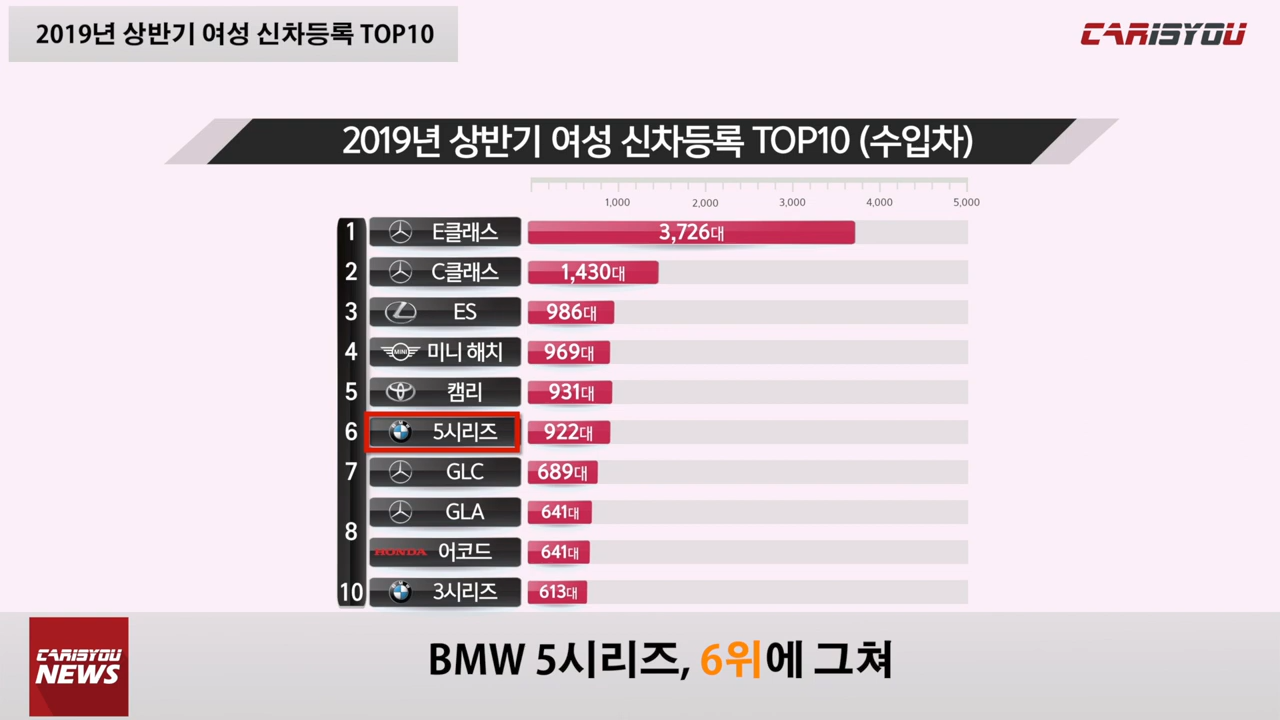 2019년 상반기 여성 신차등록 TOP10
CARISYOU
2019년 상반기 여성 신차등록 TOP10 (수입차)
1,000 2,000 3,000 4,000 5,000
1 E클래스 3,726대
2 C클래스 1,430대
3 ES 986대
4 MINI 미니 해치 969대
5 캠리 931대
6 5시리즈 922대
7 GLC 689대
8 GLA 641대
HONDA 어코드 641대
10 3시리즈 613대
CARISYOU
NEWS
BMW 5시리즈, 6위에 그쳐